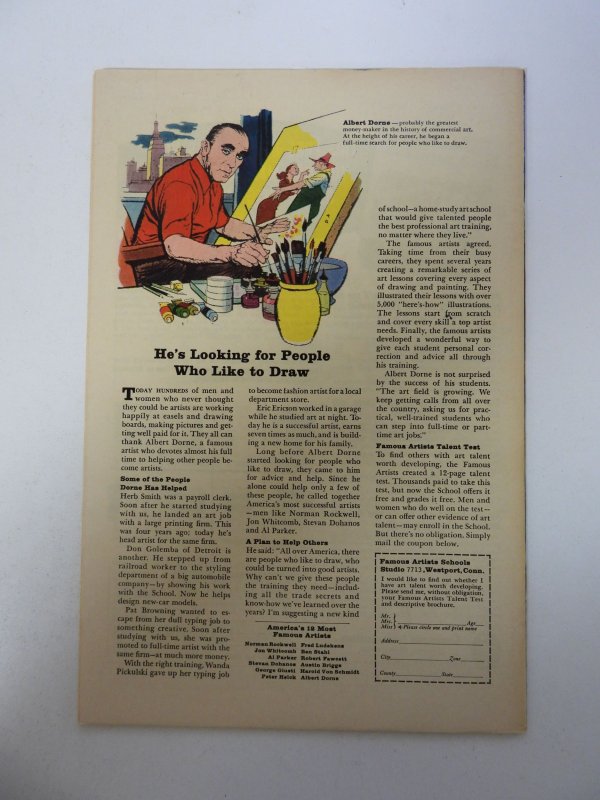 Albert Dorne—probably the greatest
money-maker in the history of commercial art.
At the height of his career, he began a
full-time search for people who like to draw.
He's Looking for People
Who Like to Draw
TODAY HUNDREDS of men and
women who never thought
they could be artists are working
happily at easels and drawing
boards, making pictures and get-
ting well paid for it. They all can
thank Albert Dorne, a famous
artist who devotes almost his full
time to helping other people be-
come artists.
Some of the People
Dorne Has Helped
Herb Smith was a payroll clerk.
Soon after he started studying
with us, he landed an art job
with a large printing firm. This
was four years ago; today he's
head artist for the same firm.
Don Golemba of Detroit is
another. He stepped up from
railroad worker to the styling
department of a big automobile
company—by showing his work
with the School. Now he helps
design new-car models.
Pat Browning wanted to es-
cape from her dull typing job to
something creative. Soon after
studying with us, she was pro-
moted to full-time artist with the
same firm—at much more money.
With the right training, Wanda
Pickulski gave up her typing job
to become fashion artist for a local
department store.
Eric Ericson worked in a garage
while he studied art at night. To-
day he is a successful artist, earns
seven times as much, and is build-
ing a new home for his family.
Long before Albert Dorne
started looking for people who
like to draw, they came to him
for advice and help. Since he
alone could help only a few of
these people, he called together
America's most successful artists
—men like Norman Rockwell,
Jon Whitcomb, Stevan Dohanos
and Al Parker.
A Plan to Help Others
He said: "All over America, there
are people who like to draw, who
could be turned into good artists.
Why can't we give these people
the training they need—includ-
ing all the trade secrets and
know-how we've learned over the
years? I'm suggesting a new kind
America's 12 Most
Famous Artists
Norman Rockwell Fred Ludekens
Jon Whitcomb Ben Stahl
Al Parker Robert Fawcett
Stevan Dohanos Austin Briggs
George Giusti Harold Von Schmidt
Peter Helck Albert Dorne
of school—a home-study art school
that would give talented people
the best professional art training,
no matter where they live."
The famous artists agreed.
Taking time from their busy
careers, they spent several years
creating a remarkable series of
art lessons covering every aspect
of drawing and painting. They
illustrated their lessons with over
5,000 "here's-how" illustrations.
The lessons start from scratch
and cover every skill a top artist
needs. Finally, the famous artists
developed a wonderful way to
give each student personal cor-
rection and advice all through
his training.
Albert Dorne is not surprised
by the success of his students.
"The art field is growing. We
keep getting calls from all over
the country, asking us for prac-
tical, well-trained students who
can step into full-time or part-
time art jobs."
Famous Artists Talent Test
To find others with art talent
worth developing, the Famous
Artists created a 12-page talent
test. Thousands paid to take this
test, but now the School offers it
free and grades it free. Men and
women who do well on the test—
or can offer other evidence of art
talent—may enroll in the School.
But there's no obligation. Simply
mail the coupon below.
Famous Artists Schools
Studio 7713, Westport, Conn.
I would like to find out whether I
have art talent worth developing.
Please send me, without obligation,
your Famous Artists Talent Test
and descriptive brochure.
Mr.
Mrs. Age
Miss Please circle one and print name
Address
City Zone
County State